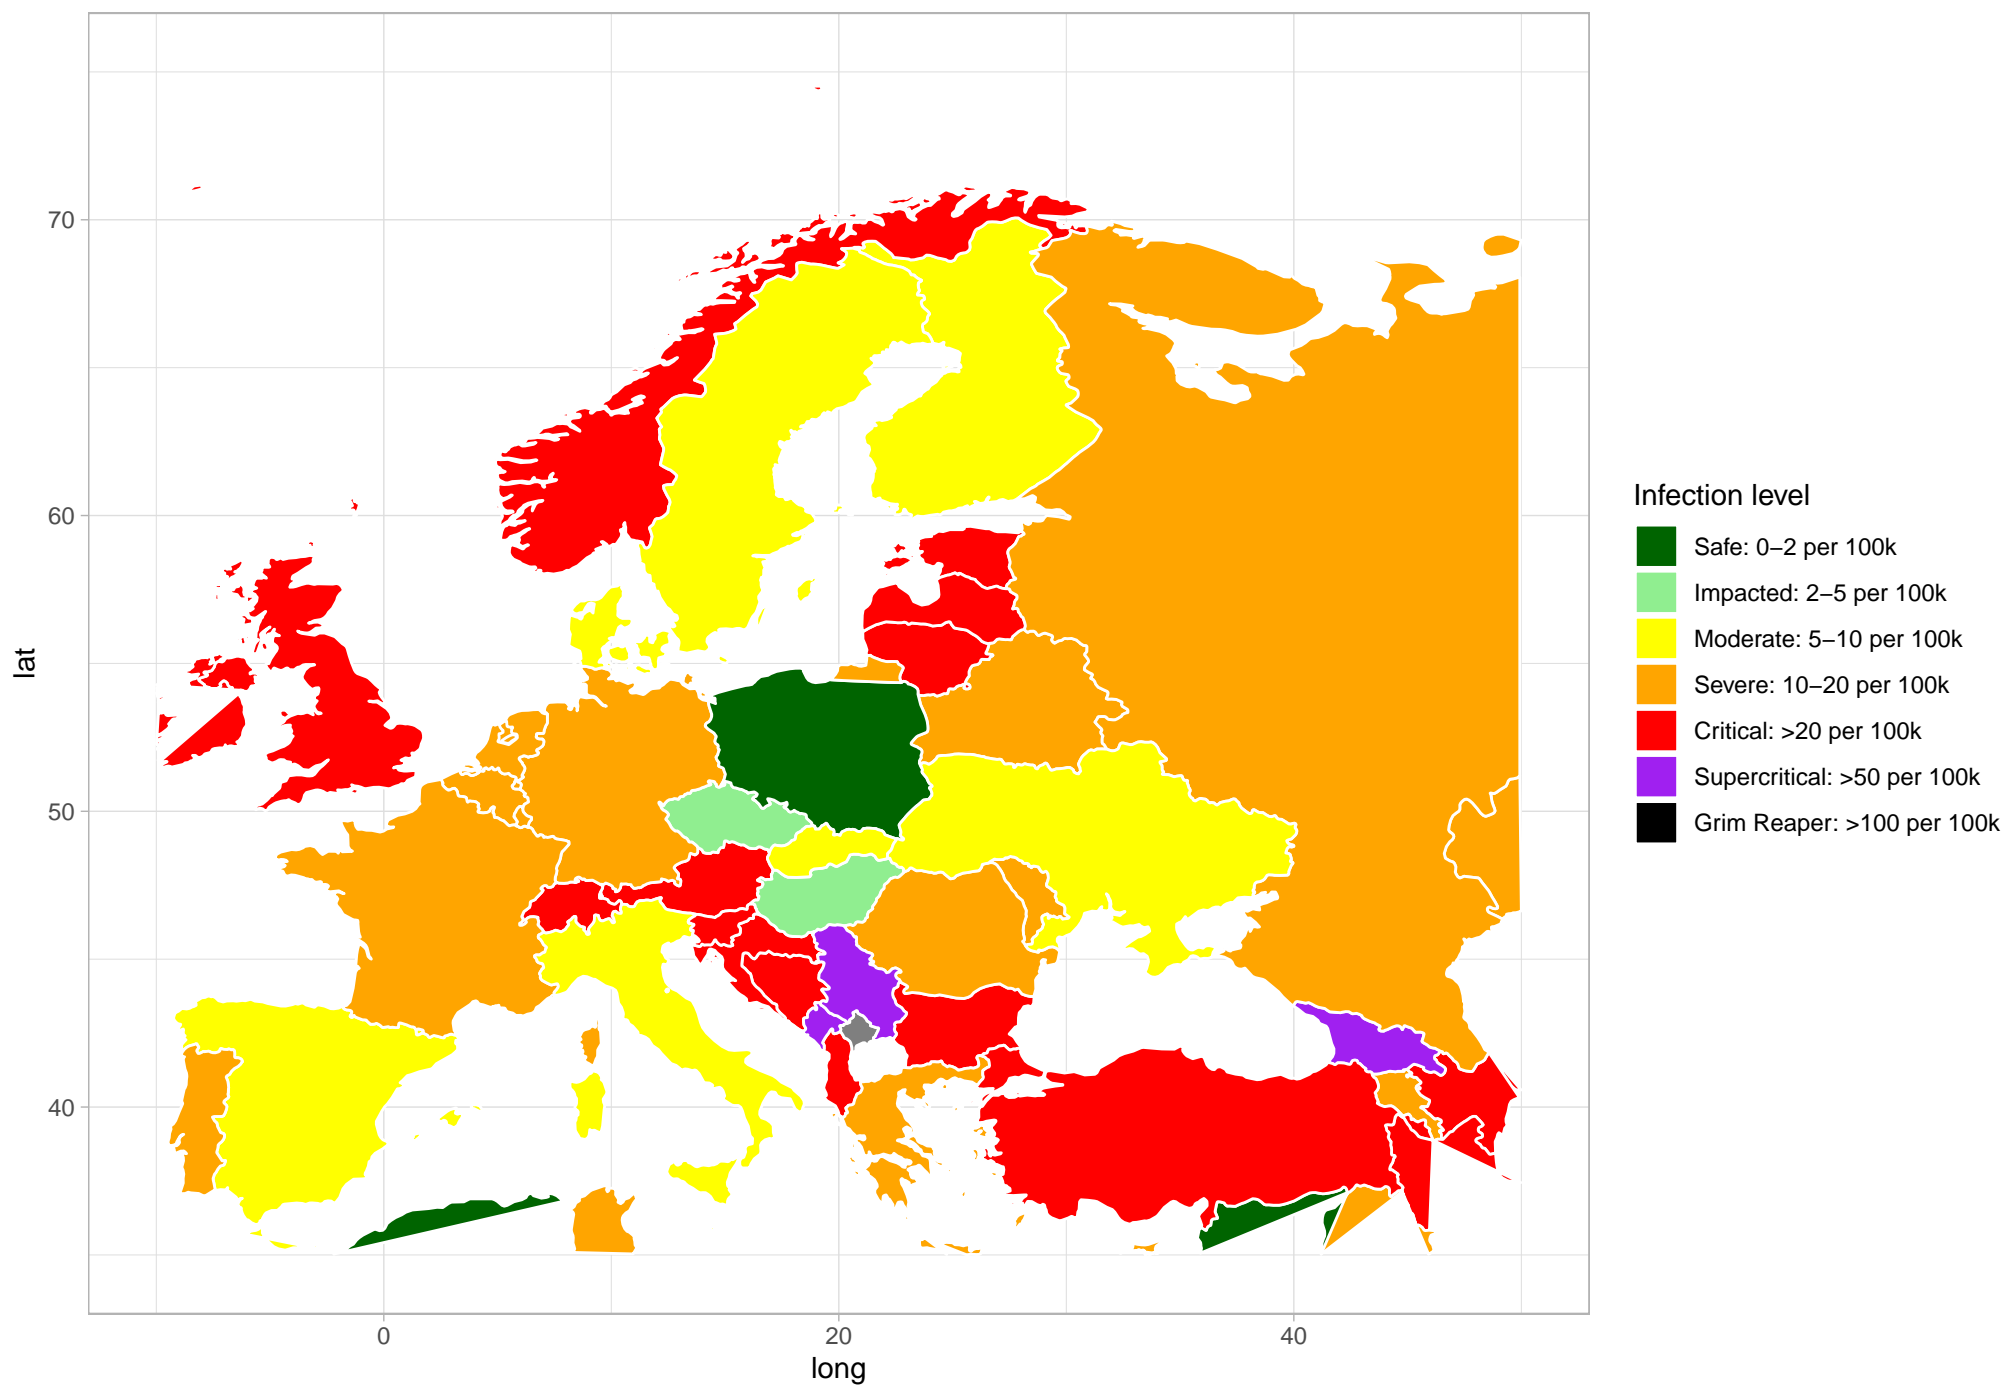 70
60
50
40
lat
0
20
40
long
Infection level
Safe: 0–2 per 100k
Impacted: 2–5 per 100k
Moderate: 5–10 per 100k
Severe: 10–20 per 100k
Critical: >20 per 100k
Supercritical: >50 per 100k
Grim Reaper: >100 per 100k